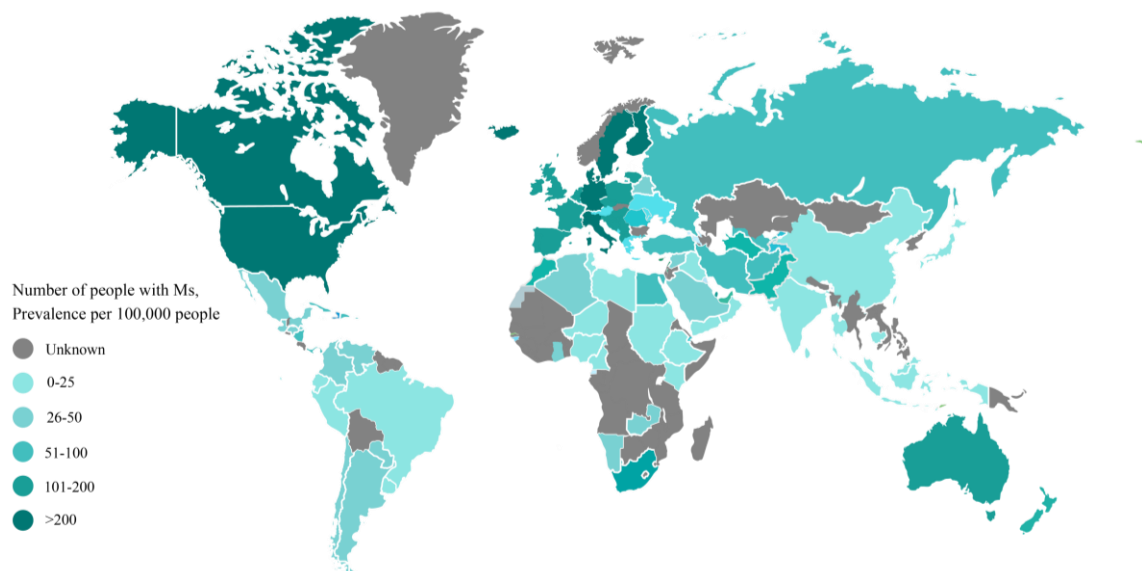 Number of people with Ms,
Prevalence per 100,000 people
Unknown
0-25
26-50
51-100
101-200
>200